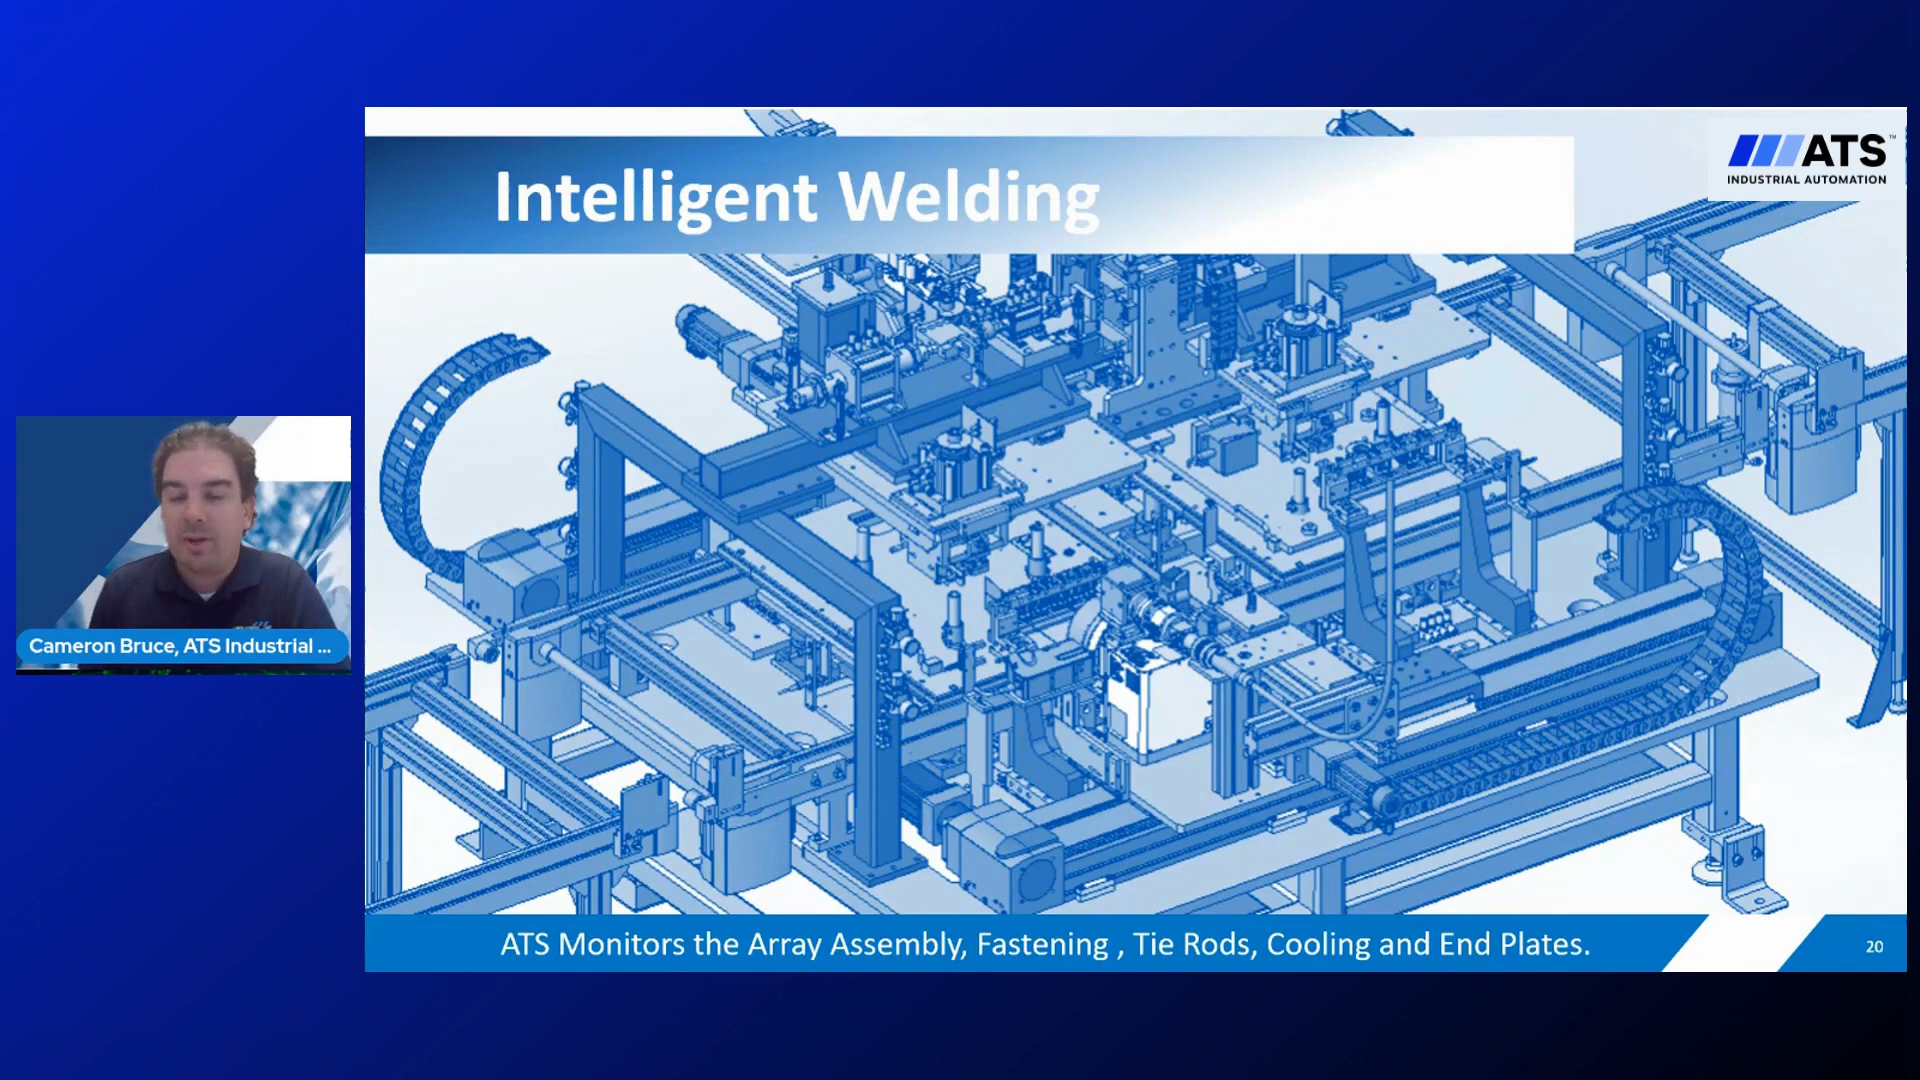 Intelligent Welding
ATS™
INDUSTRIAL AUTOMATION
Cameron Bruce, ATS Industrial ...
ATS Monitors the Array Assembly, Fastening , Tie Rods, Cooling and End Plates.
20